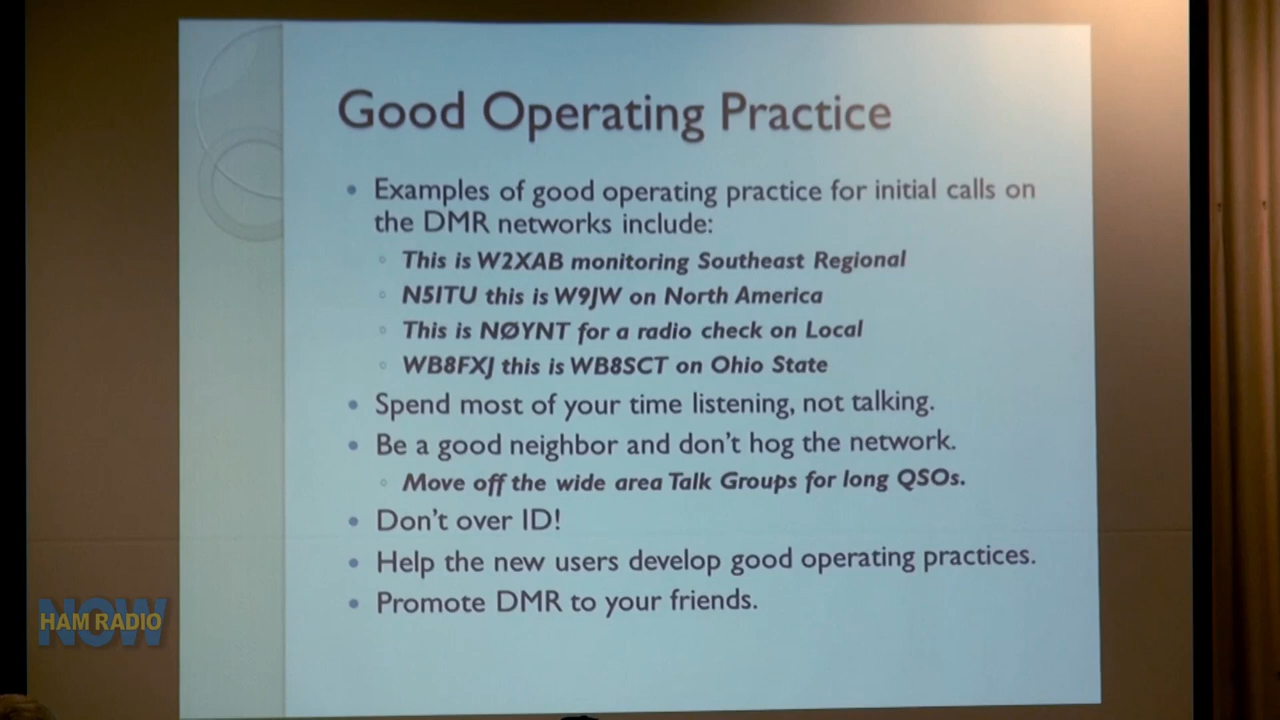 Good Operating Practice
Examples of good operating practice for initial calls on
the DMR networks include:
This is W2XAB monitoring Southeast Regional
N5ITU this is W9JW on North America
This is NØYNT for a radio check on Local
WB8FXJ this is WB8SCT on Ohio State
Spend most of your time listening, not talking.
Be a good neighbor and don't hog the network.
Move off the wide area Talk Groups for long QSOs.
Don't over ID!
Help the new users develop good operating practices.
Promote DMR to your friends.
NOW
HAM RADIO